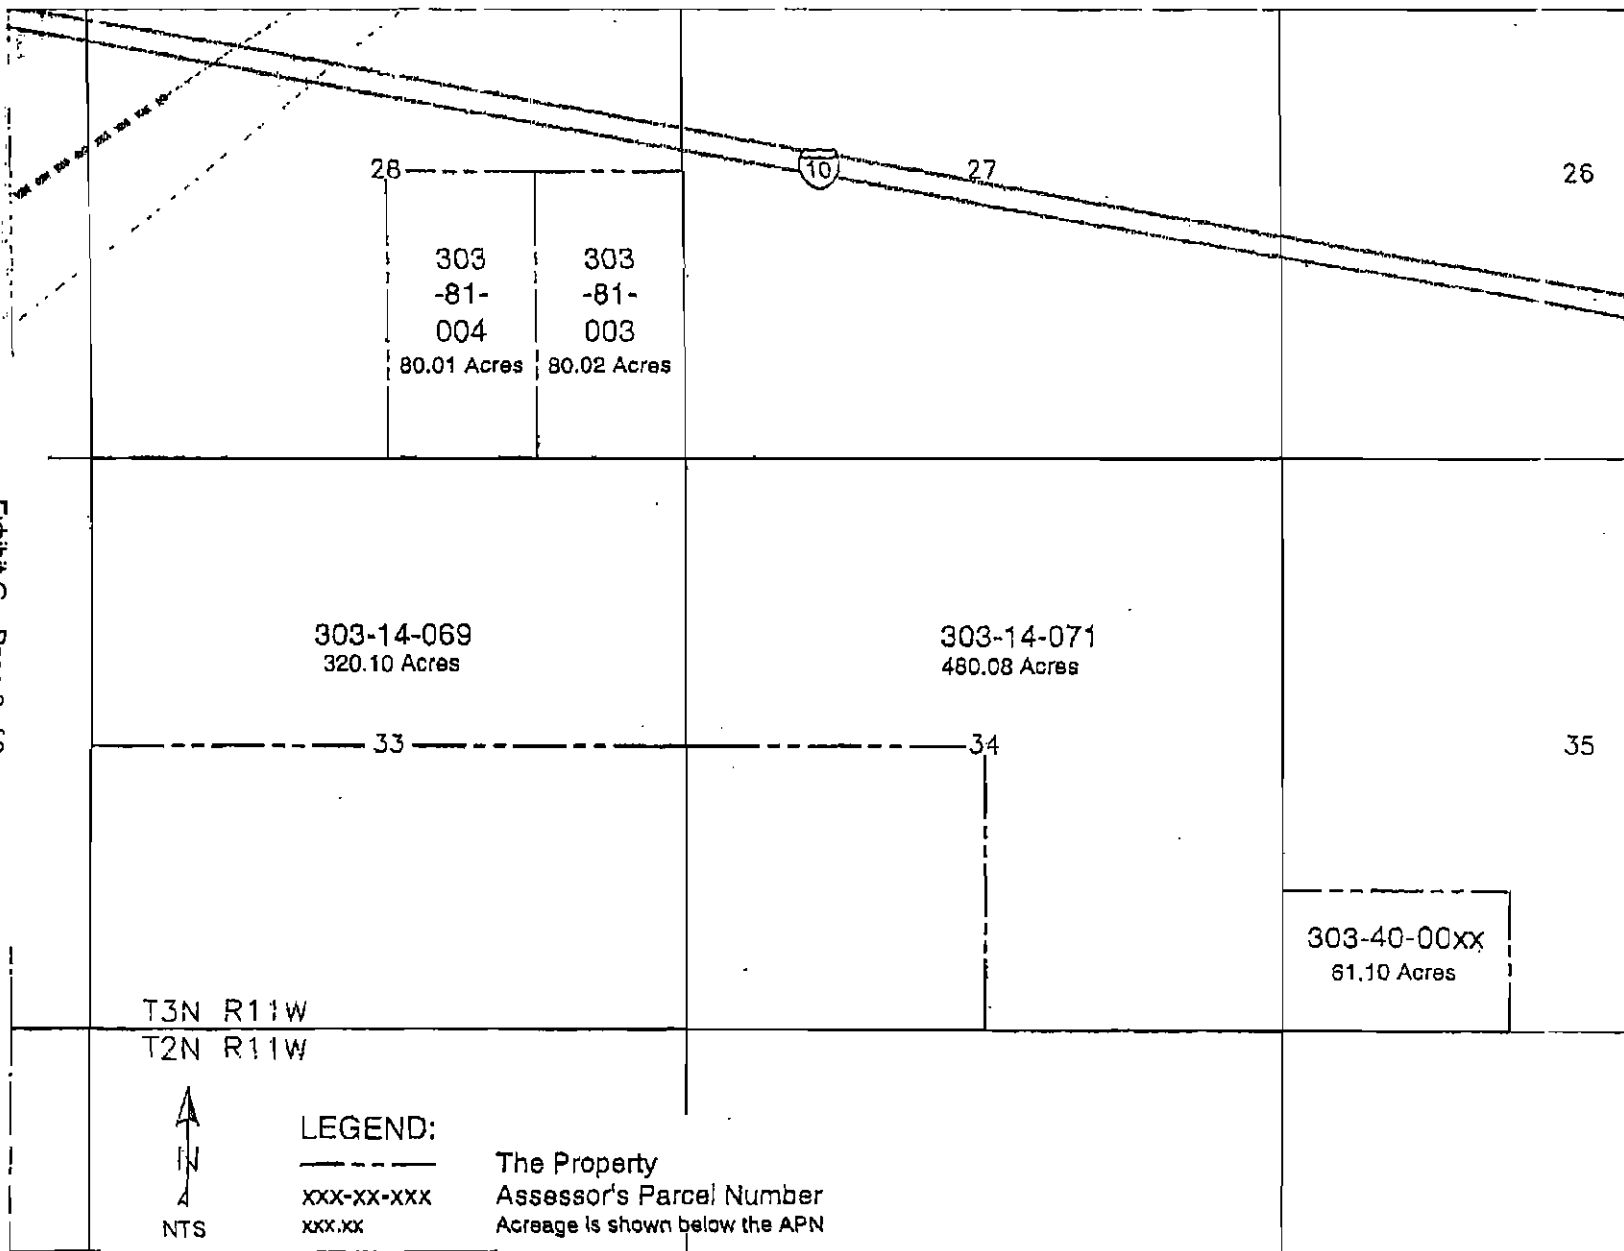 28
10
27
26
303
-81-
004
80.01 Acres
303
-81-
003
80.02 Acres
303-14-069
320.10 Acres
303-14-071
480.08 Acres
33
34
35
303-40-00xx
61.10 Acres
T3N R11W
T2N R11W
N
NTS
LEGEND:
The Property
xxx-xx-xxx Assessor's Parcel Number
xxx.xx Acreage is shown below the APN